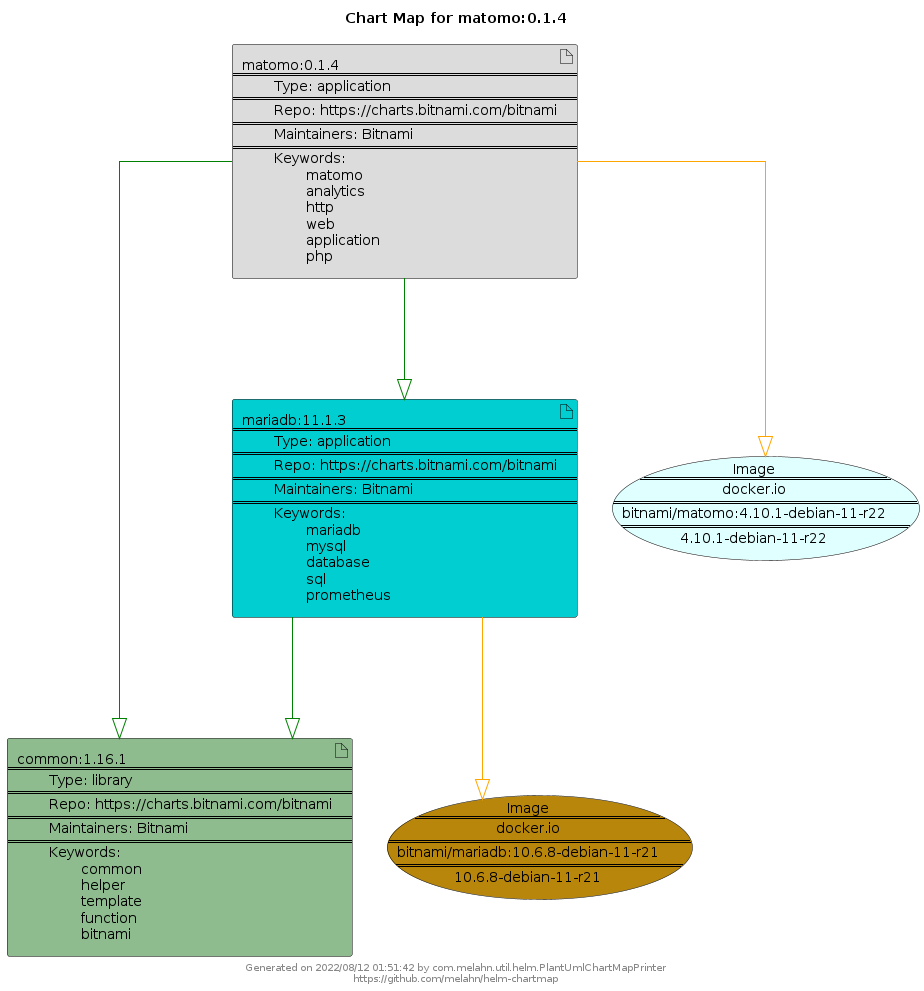 Chart Map for matomo:0.1.4
matomo:0.1.4
Type: application
Repo: https://charts.bitnami.com/bitnami
Maintainers: Bitnami
Keywords:
matomo
analytics
http
web
application
php
mariadb:11.1.3
Type: application
Repo: https://charts.bitnami.com/bitnami
Maintainers: Bitnami
Keywords:
mariadb
mysql
database
sql
prometheus
Image
docker.io
bitnami/matomo:4.10.1-debian-11-r22
4.10.1-debian-11-r22
common:1.16.1
Type: library
Repo: https://charts.bitnami.com/bitnami
Maintainers: Bitnami
Keywords:
common
helper
template
function
bitnami
Image
docker.io
bitnami/mariadb:10.6.8-debian-11-r21
10.6.8-debian-11-r21
Generated on 2022/08/12 01:51:42 by com.melahn.util.helm.PlantUmlChartMapPrinter
https://github.com/melahn/helm-chartmap